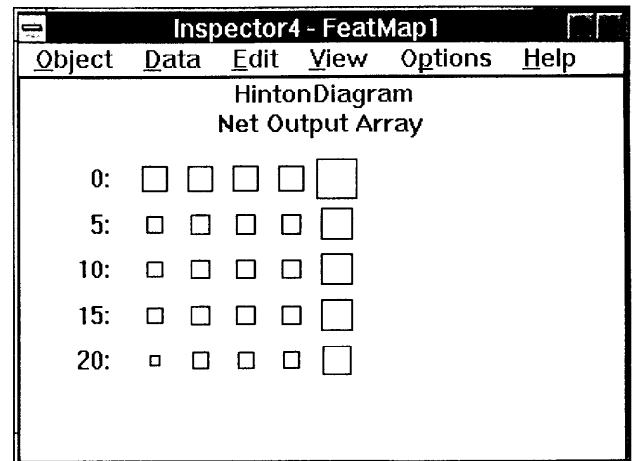 Inspector4 - FeatMap1
Object Data Edit View Options Help
HintonDiagram
Net Output Array
0:
5:
10:
15:
20: